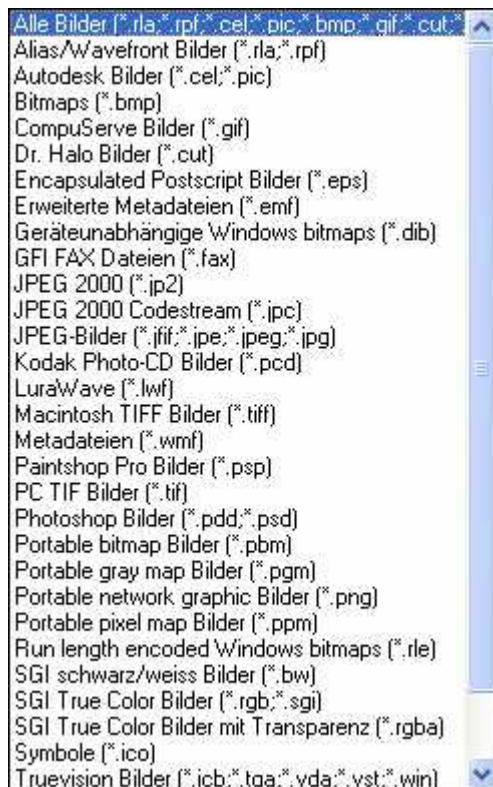 Alle Bilder (*.rla;*.rpf;*.cel;*.pic;*.bmp;*.gif;*.cut;*
Alias/Wavefront Bilder (*.rla;*.rpf)
Autodesk Bilder (*.cel;*.pic)
Bitmaps (*.bmp)
CompuServe Bilder (*.gif)
Dr. Halo Bilder (*.cut)
Encapsulated Postscript Bilder (*.eps)
Erweiterte Metadateien (*.emf)
Geräteunabhängige Windows bitmaps (*.dib)
GFI FAX Dateien (*.fax)
JPEG 2000 (*.jp2)
JPEG 2000 Codestream (*.jpc)
JPEG-Bilder (*.jfif;*.jpe;*.jpeg;*.jpg)
Kodak Photo-CD Bilder (*.pcd)
LuraWave (*.lwf)
Macintosh TIFF Bilder (*.tiff)
Metadateien (*.wmf)
Paintshop Pro Bilder (*.psp)
PC TIF Bilder (*.tif)
Photoshop Bilder (*.pdd;*.psd)
Portable bitmap Bilder (*.pbm)
Portable gray map Bilder (*.pgm)
Portable network graphic Bilder (*.png)
Portable pixel map Bilder (*.ppm)
Run length encoded Windows bitmaps (*.rle)
SGI schwarz/weiss Bilder (*.bw)
SGI True Color Bilder (*.rgb;*.sgi)
SGI True Color Bilder mit Transparenz (*.rgba)
Symbole (*.ico)
Truevision Bilder (*.icb;*.tga;*.vda;*.vst;*.win)